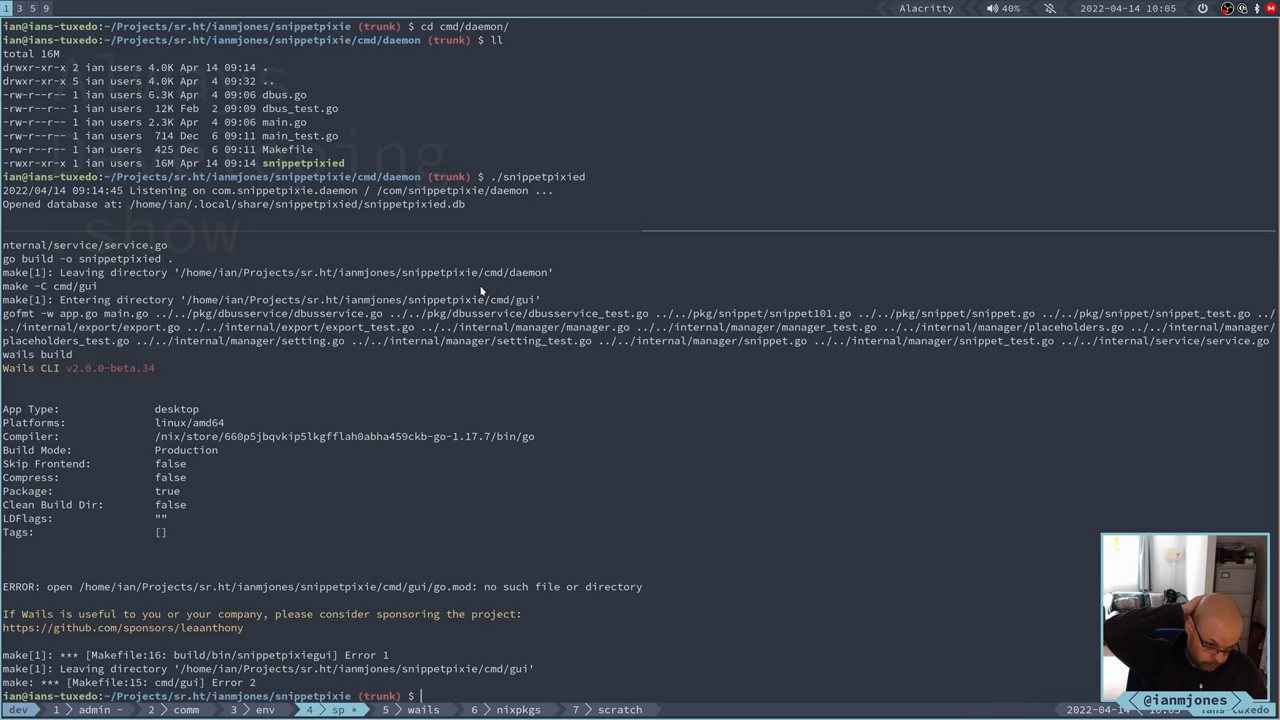 1 3 5 9
Alacritty
40%
2022-04-14 10:05
ian@ians-tuxedo:~/Projects/sr.ht/ianmjones/snippetpixie (trunk) $ cd cmd/daemon/
ian@ians-tuxedo:~/Projects/sr.ht/ianmjones/snippetpixie/cmd/daemon (trunk) $ ll
total 16M
drwxr-xr-x 2 ian users 4.0K Apr 14 09:14 .
drwxr-xr-x 5 ian users 4.0K Apr 4 09:32 ..
-rw-r--r-- 1 ian users 6.3K Apr 4 09:06 dbus.go
-rw-r--r-- 1 ian users 12K Feb 2 09:09 dbus_test.go
-rw-r--r-- 1 ian users 2.3K Apr 4 09:06 main.go
-rw-r--r-- 1 ian users 714 Dec 6 09:11 main_test.go
-rw-r--r-- 1 ian users 425 Dec 6 09:11 Makefile
-rwxr-xr-x 1 ian users 16M Apr 14 09:14 snippetpixied
ian@ians-tuxedo:~/Projects/sr.ht/ianmjones/snippetpixie/cmd/daemon (trunk) $ ./snippetpixied
2022/04/14 09:14:45 Listening on com.snippetpixie.daemon / /com/snippetpixie/daemon ...
Opened database at: /home/ian/.local/share/snippetpixied/snippetpixied.db
show
nternal/service/service.go
go build -o snippetpixied .
make[1]: Leaving directory '/home/ian/Projects/sr.ht/ianmjones/snippetpixie/cmd/daemon'
make -C cmd/gui
make[1]: Entering directory '/home/ian/Projects/sr.ht/ianmjones/snippetpixie/cmd/gui'
gofmt -w app.go main.go ../../pkg/dbusservice/dbusservice.go ../../pkg/dbusservice/dbusservice_test.go ../../pkg/snippet/snippet101.go ../../pkg/snippet/snippet.go ../../pkg/snippet/snippet_test.go ../
../internal/export/export.go ../../internal/export/export_test.go ../../internal/manager/manager.go ../../internal/manager/manager_test.go ../../internal/manager/placeholders.go ../../internal/manager/
placeholders_test.go ../../internal/manager/setting.go ../../internal/manager/setting_test.go ../../internal/manager/snippet.go ../../internal/manager/snippet_test.go ../../internal/service/service.go
wails build
Wails CLI v2.0.0-beta.34
App Type: desktop
Platforms: linux/amd64
Compiler: /nix/store/660p5jbqvkip5lkgfflah0abha459ckb-go-1.17.7/bin/go
Build Mode: Production
Skip Frontend: false
Compress: false
Package: true
Clean Build Dir: false
LDFlags: ""
Tags: []
ERROR: open /home/ian/Projects/sr.ht/ianmjones/snippetpixie/cmd/gui/go.mod: no such file or directory
If Wails is useful to you or your company, please consider sponsoring the project:
https://github.com/sponsors/leaanthony
make[1]: *** [Makefile:16: build/bin/snippetpixiegui] Error 1
make[1]: Leaving directory '/home/ian/Projects/sr.ht/ianmjones/snippetpixie/cmd/gui'
make: *** [Makefile:15: cmd/gui] Error 2
ian@ians-tuxedo:~/Projects/sr.ht/ianmjones/snippetpixie (trunk) $
@ianmjones
dev 1 admin - 2 comm 3 env 4 sp * 5 wails 6 nixpkgs 7 scratch